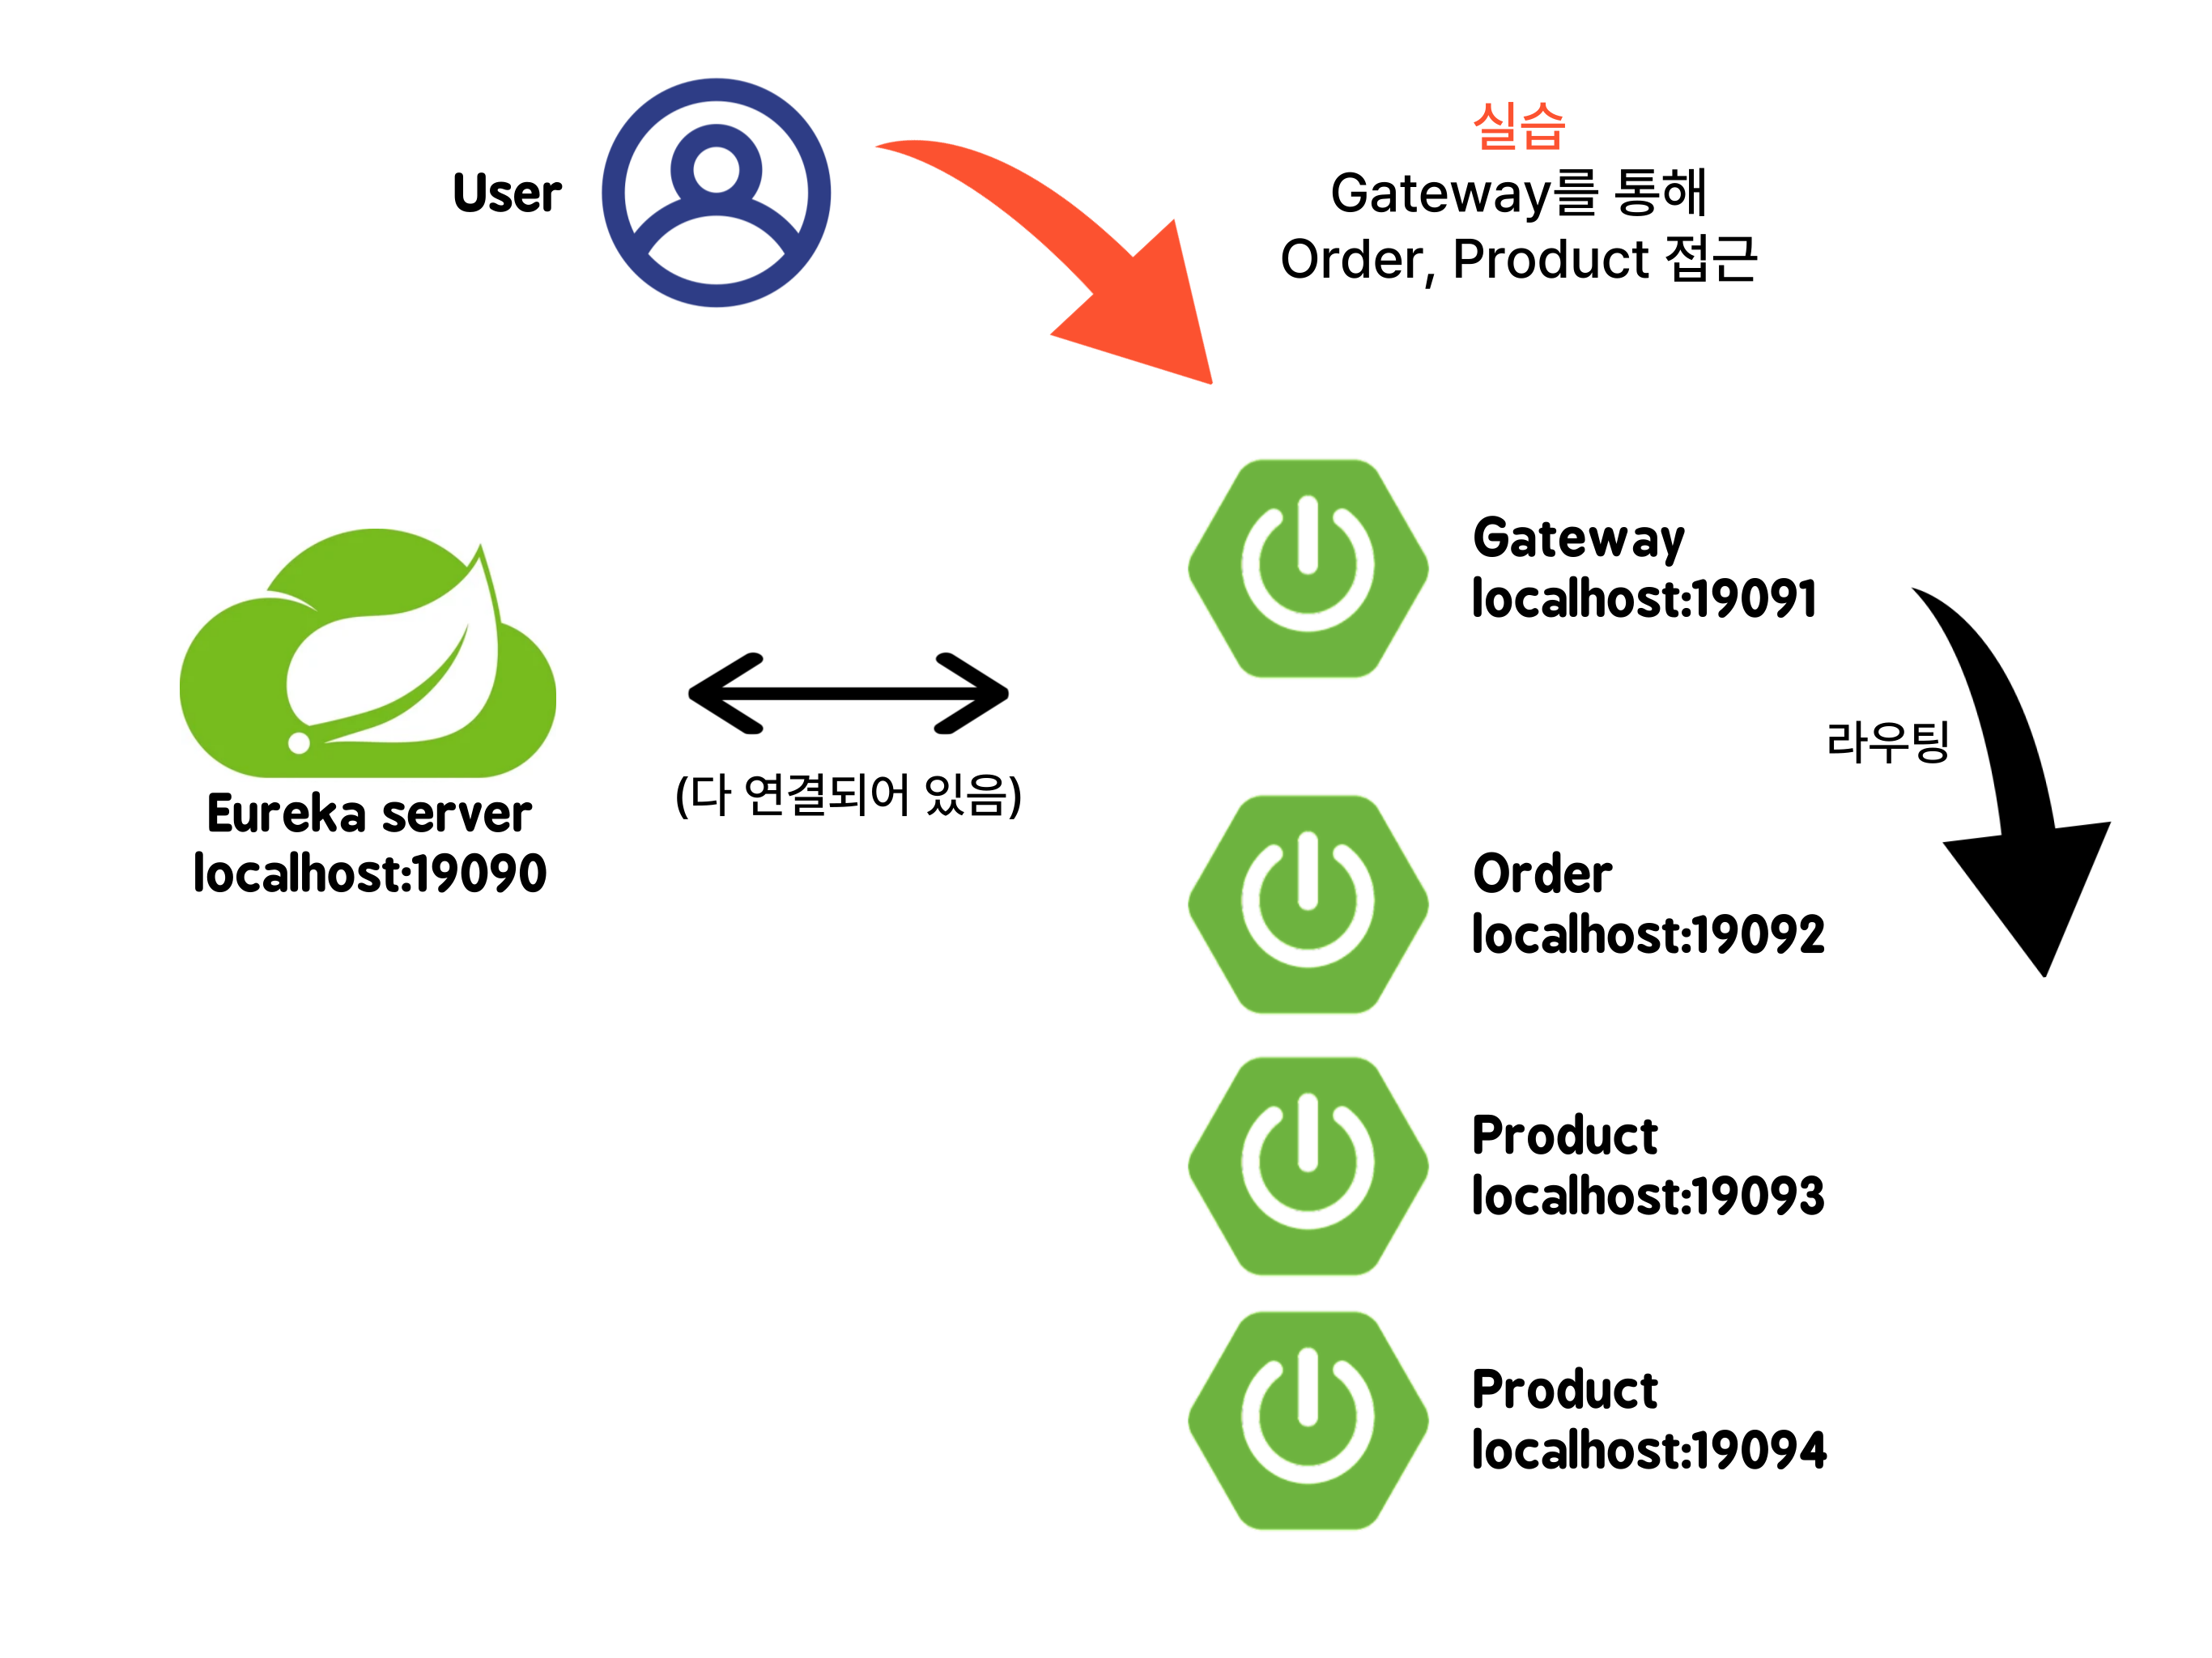 User
실습
Gateway를 통해
Order, Product 접근
Gateway
localhost:19091
라우팅
Eureka server
localhost:19090
(다 연결되어 있음)
Order
localhost:19092
Product
localhost:19093
Product
localhost:19094